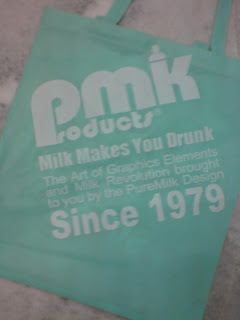 pmk
Products®
Milk Makes You Drunk
The Art of Graphics Elements
and Milk Revolution brought
to you by the PureMilk Design
Since 1979